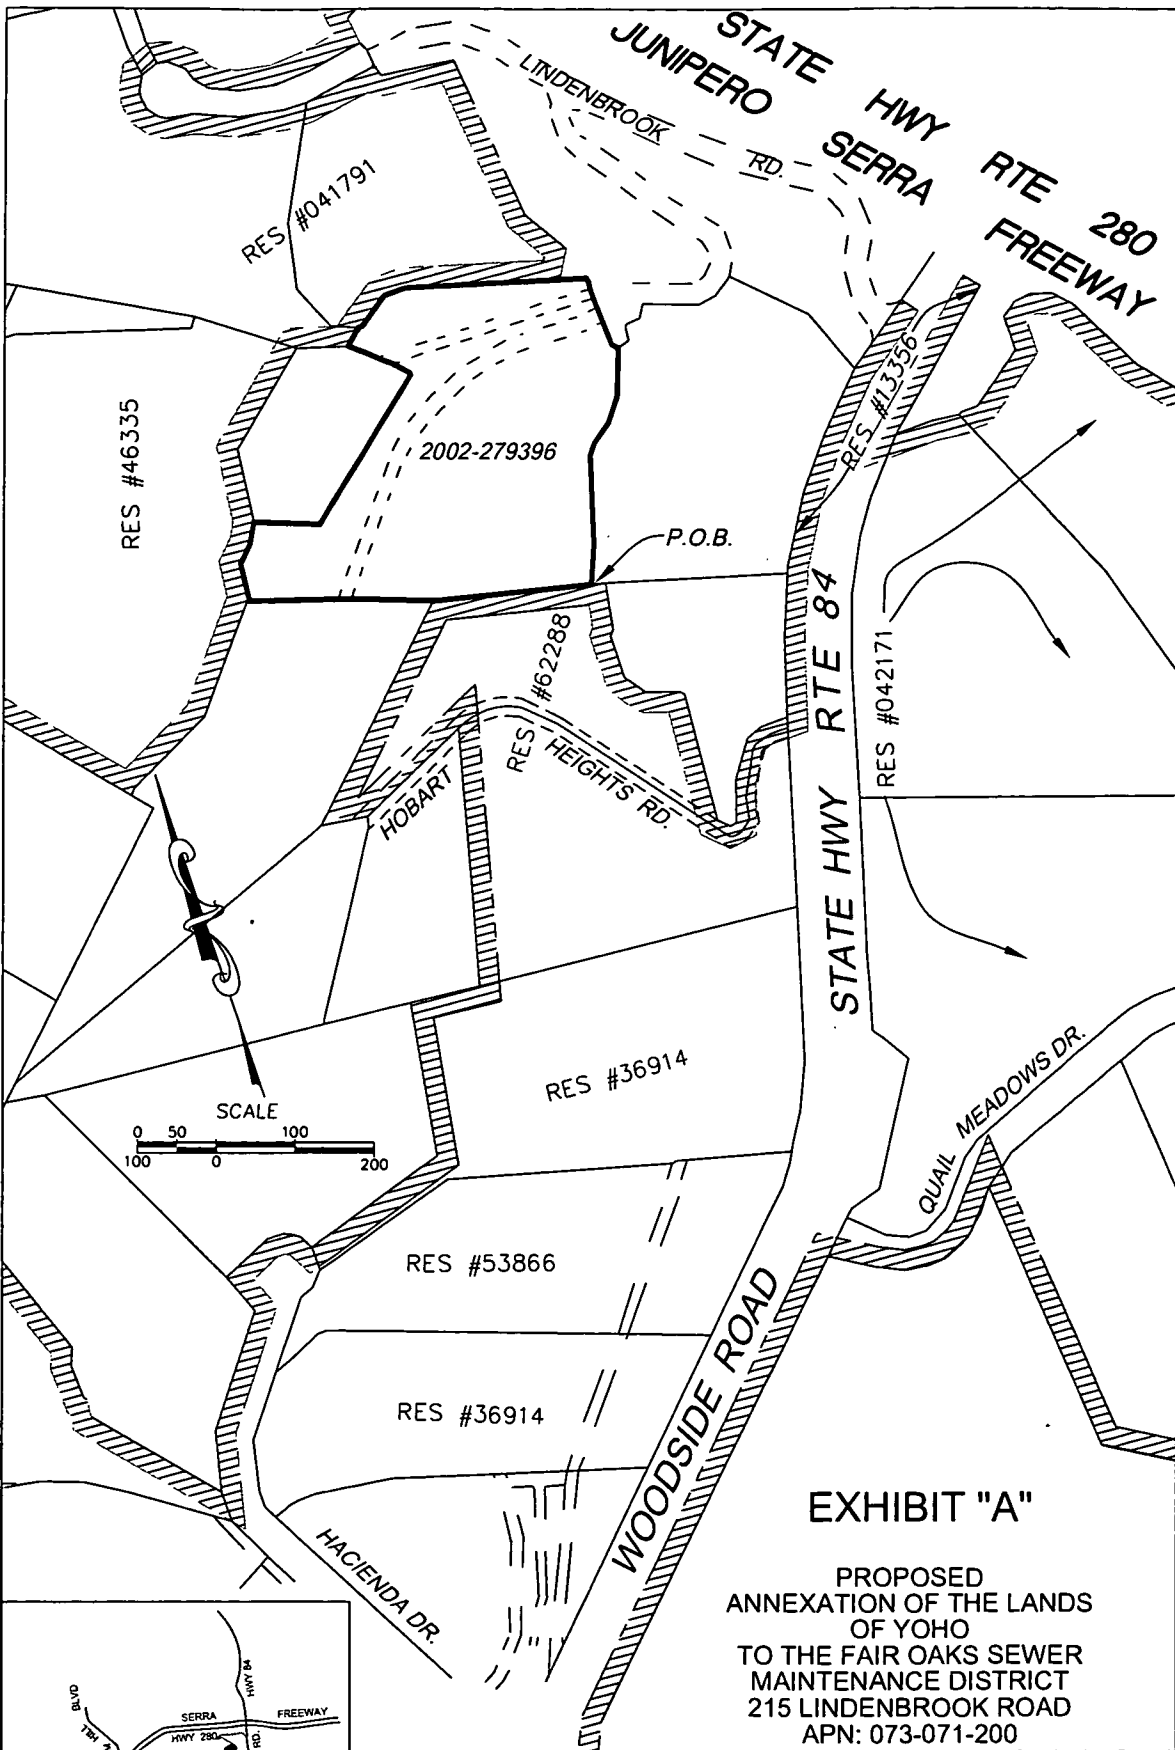 STATE HWY RTE 280
JUNIPERO SERRA FREEWAY
LINDENBROOK RD.
RES #041791
RES #13356
RES #46335
2002-279396
P.O.B.
STATE HWY RTE 84
RES #62288
RES #042171
HOBART HEIGHTS RD.
RES #36914
QUAIL MEADOWS DR.
SCALE
0 50 100
100 0 200
RES #53866
RES #36914
WOODSIDE ROAD
HACIENDA DR.
EXHIBIT "A"
PROPOSED
ANNEXATION OF THE LANDS
OF YOHO
TO THE FAIR OAKS SEWER
MAINTENANCE DISTRICT
215 LINDENBROOK ROAD
APN: 073-071-200
HWY 84
BLVD
HILL
SERRA FREEWAY
HWY 280
RD.